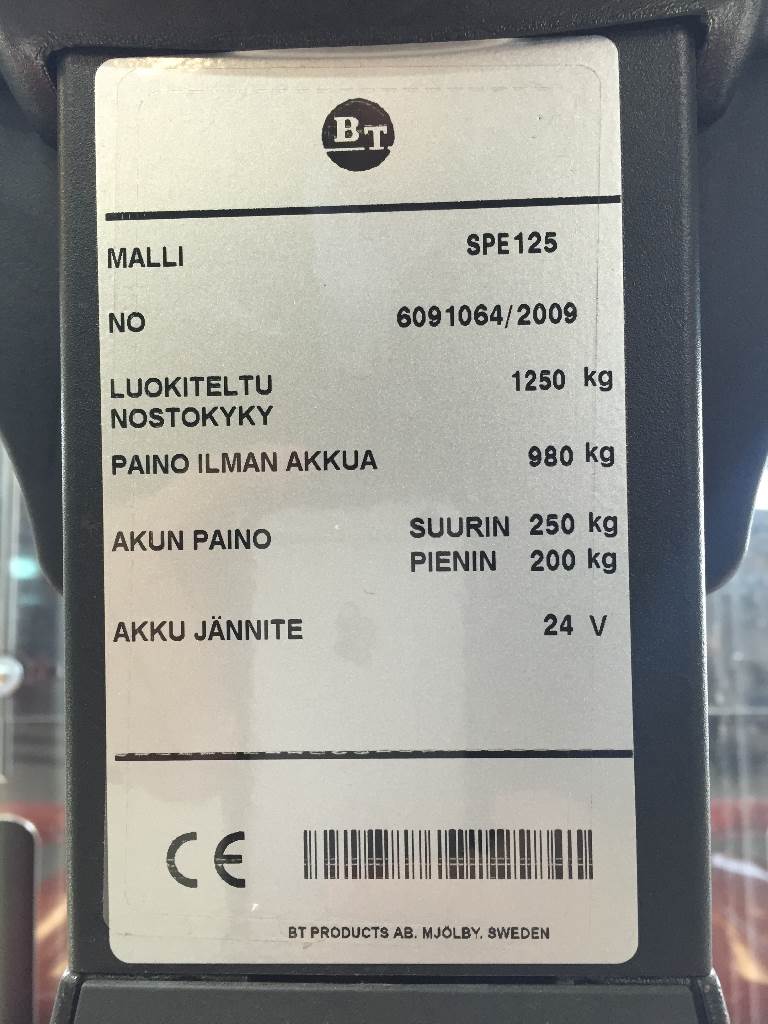 BT
MALLI SPE125
NO 6091064/2009
LUOKITELTU 1250 kg
NOSTOKYKY
PAINO ILMAN AKKUA 980 kg
AKUN PAINO SUURIN 250 kg
PIENIN 200 kg
AKKU JÄNNITE 24 V
CE
BT PRODUCTS AB. MJÖLBY. SWEDEN